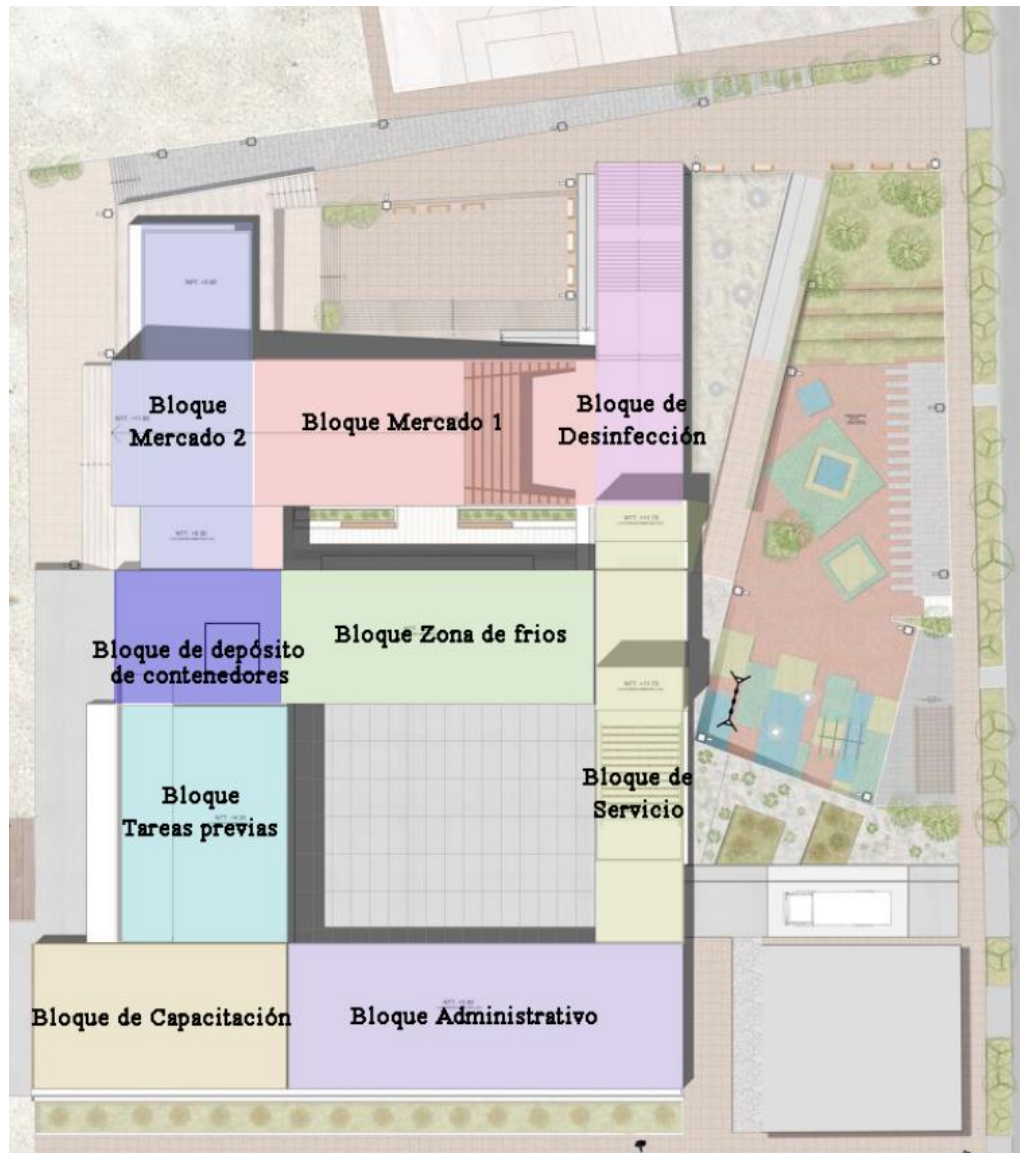 Bloque
Mercado 2
Bloque Mercado 1
Bloque de
Desinfección
Bloque de depósito
de contenedores
Bloque Zona de frios
Bloque
Tareas previas
Bloque de
Servicio
Bloque de Capacitación
Bloque Administrativo